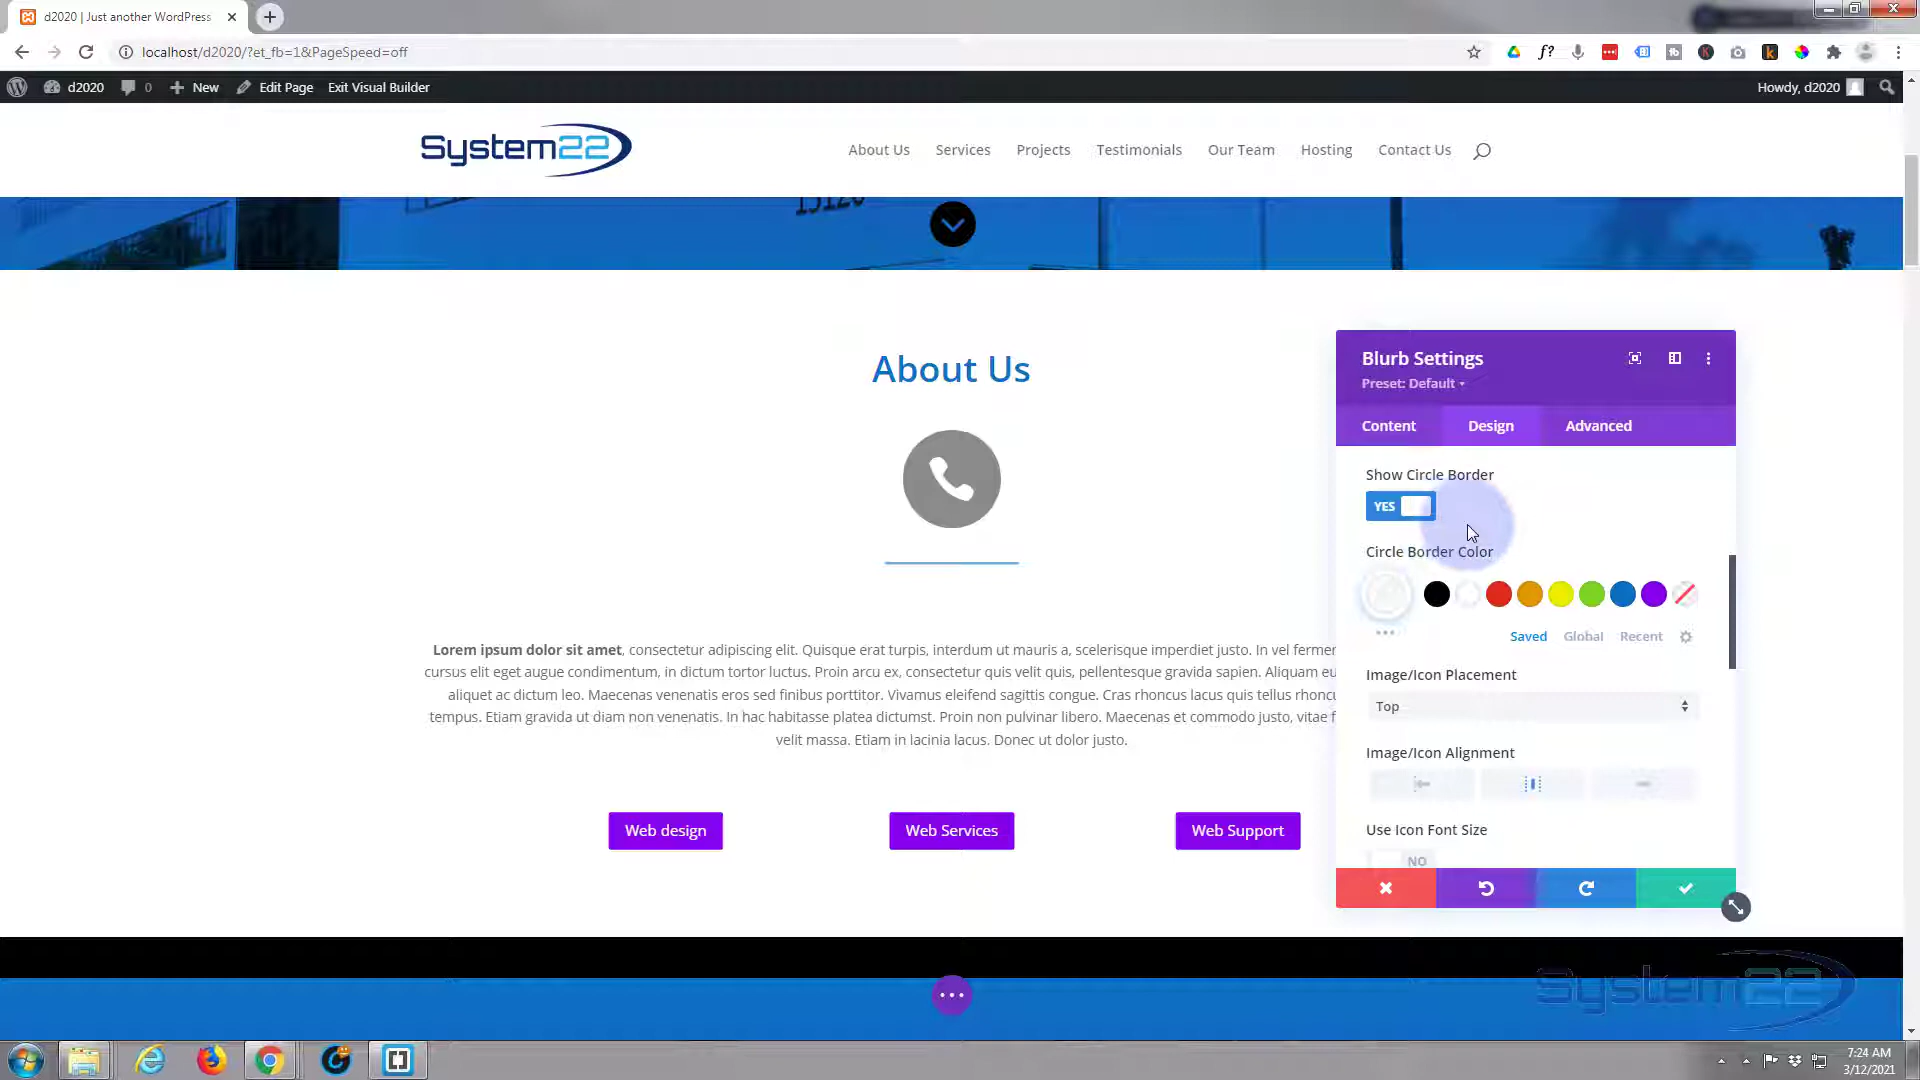 d2020 | Just another WordPress
localhost/d2020/?et_fb=1&PageSpeed=off
d2020 0 New Edit Page Exit Visual Builder Howdy, d2020
System22
About Us Services Projects Testimonials Our Team Hosting Contact Us
15120
About Us
Lorem ipsum dolor sit amet, consectetur adipiscing elit. Quisque erat turpis, interdum ut mauris a, scelerisque imperdiet justo. In vel fermen
cursus elit eget augue condimentum, in dictum tortor luctus. Proin arcu ex, consectetur quis velit quis, pellentesque gravida sapien. Aliquam eu
aliquet ac dictum leo. Maecenas venenatis eros sed finibus porttitor. Vivamus eleifend sagittis congue. Cras rhoncus lacus quis tellus rhoncu
tempus. Etiam gravida ut diam non venenatis. In hac habitasse platea dictumst. Proin non pulvinar libero. Maecenas et commodo justo, vitae f
velit massa. Etiam in lacinia lacus. Donec ut dolor justo.
Web design Web Services Web Support
Blurb Settings
Preset: Default
Content Design Advanced
Show Circle Border
YES
Circle Border Color
Saved Global Recent
Image/Icon Placement
Top
Image/Icon Alignment
Use Icon Font Size
NO
System22
7:24 AM
3/12/2021